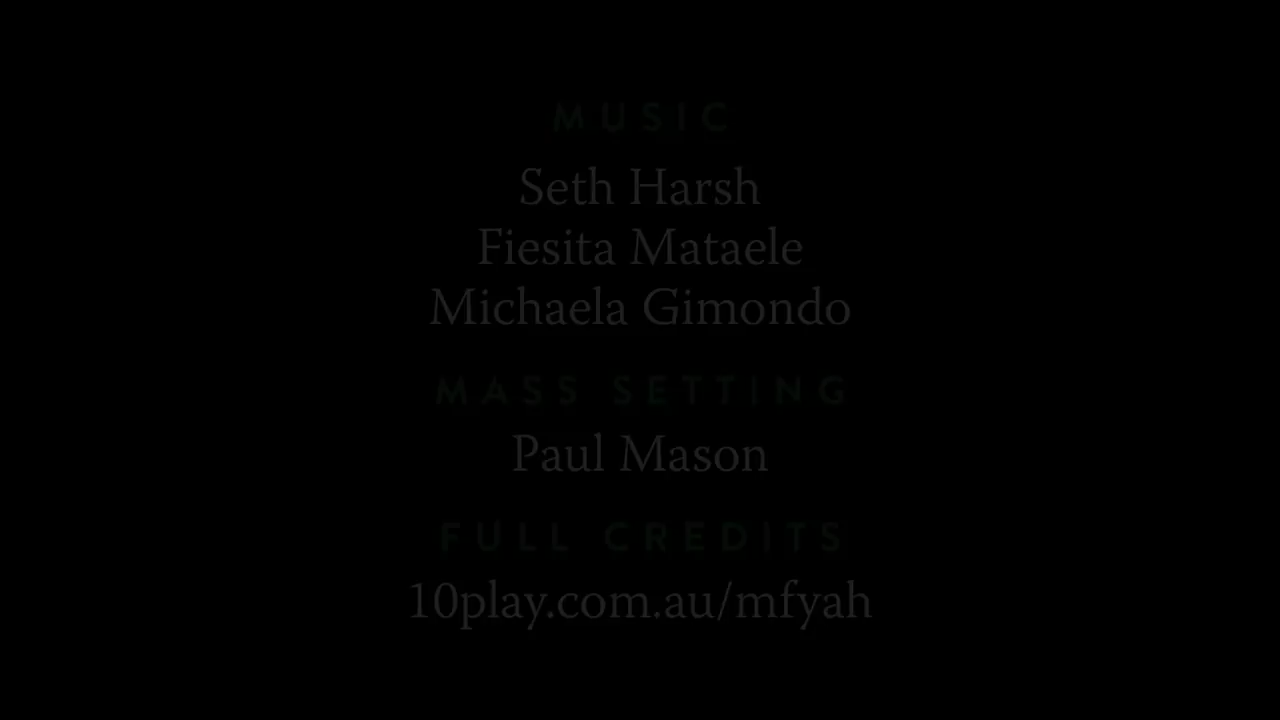 MUSIC
Seth Harsh
Fiesita Mataele
Michaela Gimondo
MASS SETTING
Paul Mason
FULL CREDITS
10play.com.au/mfyah